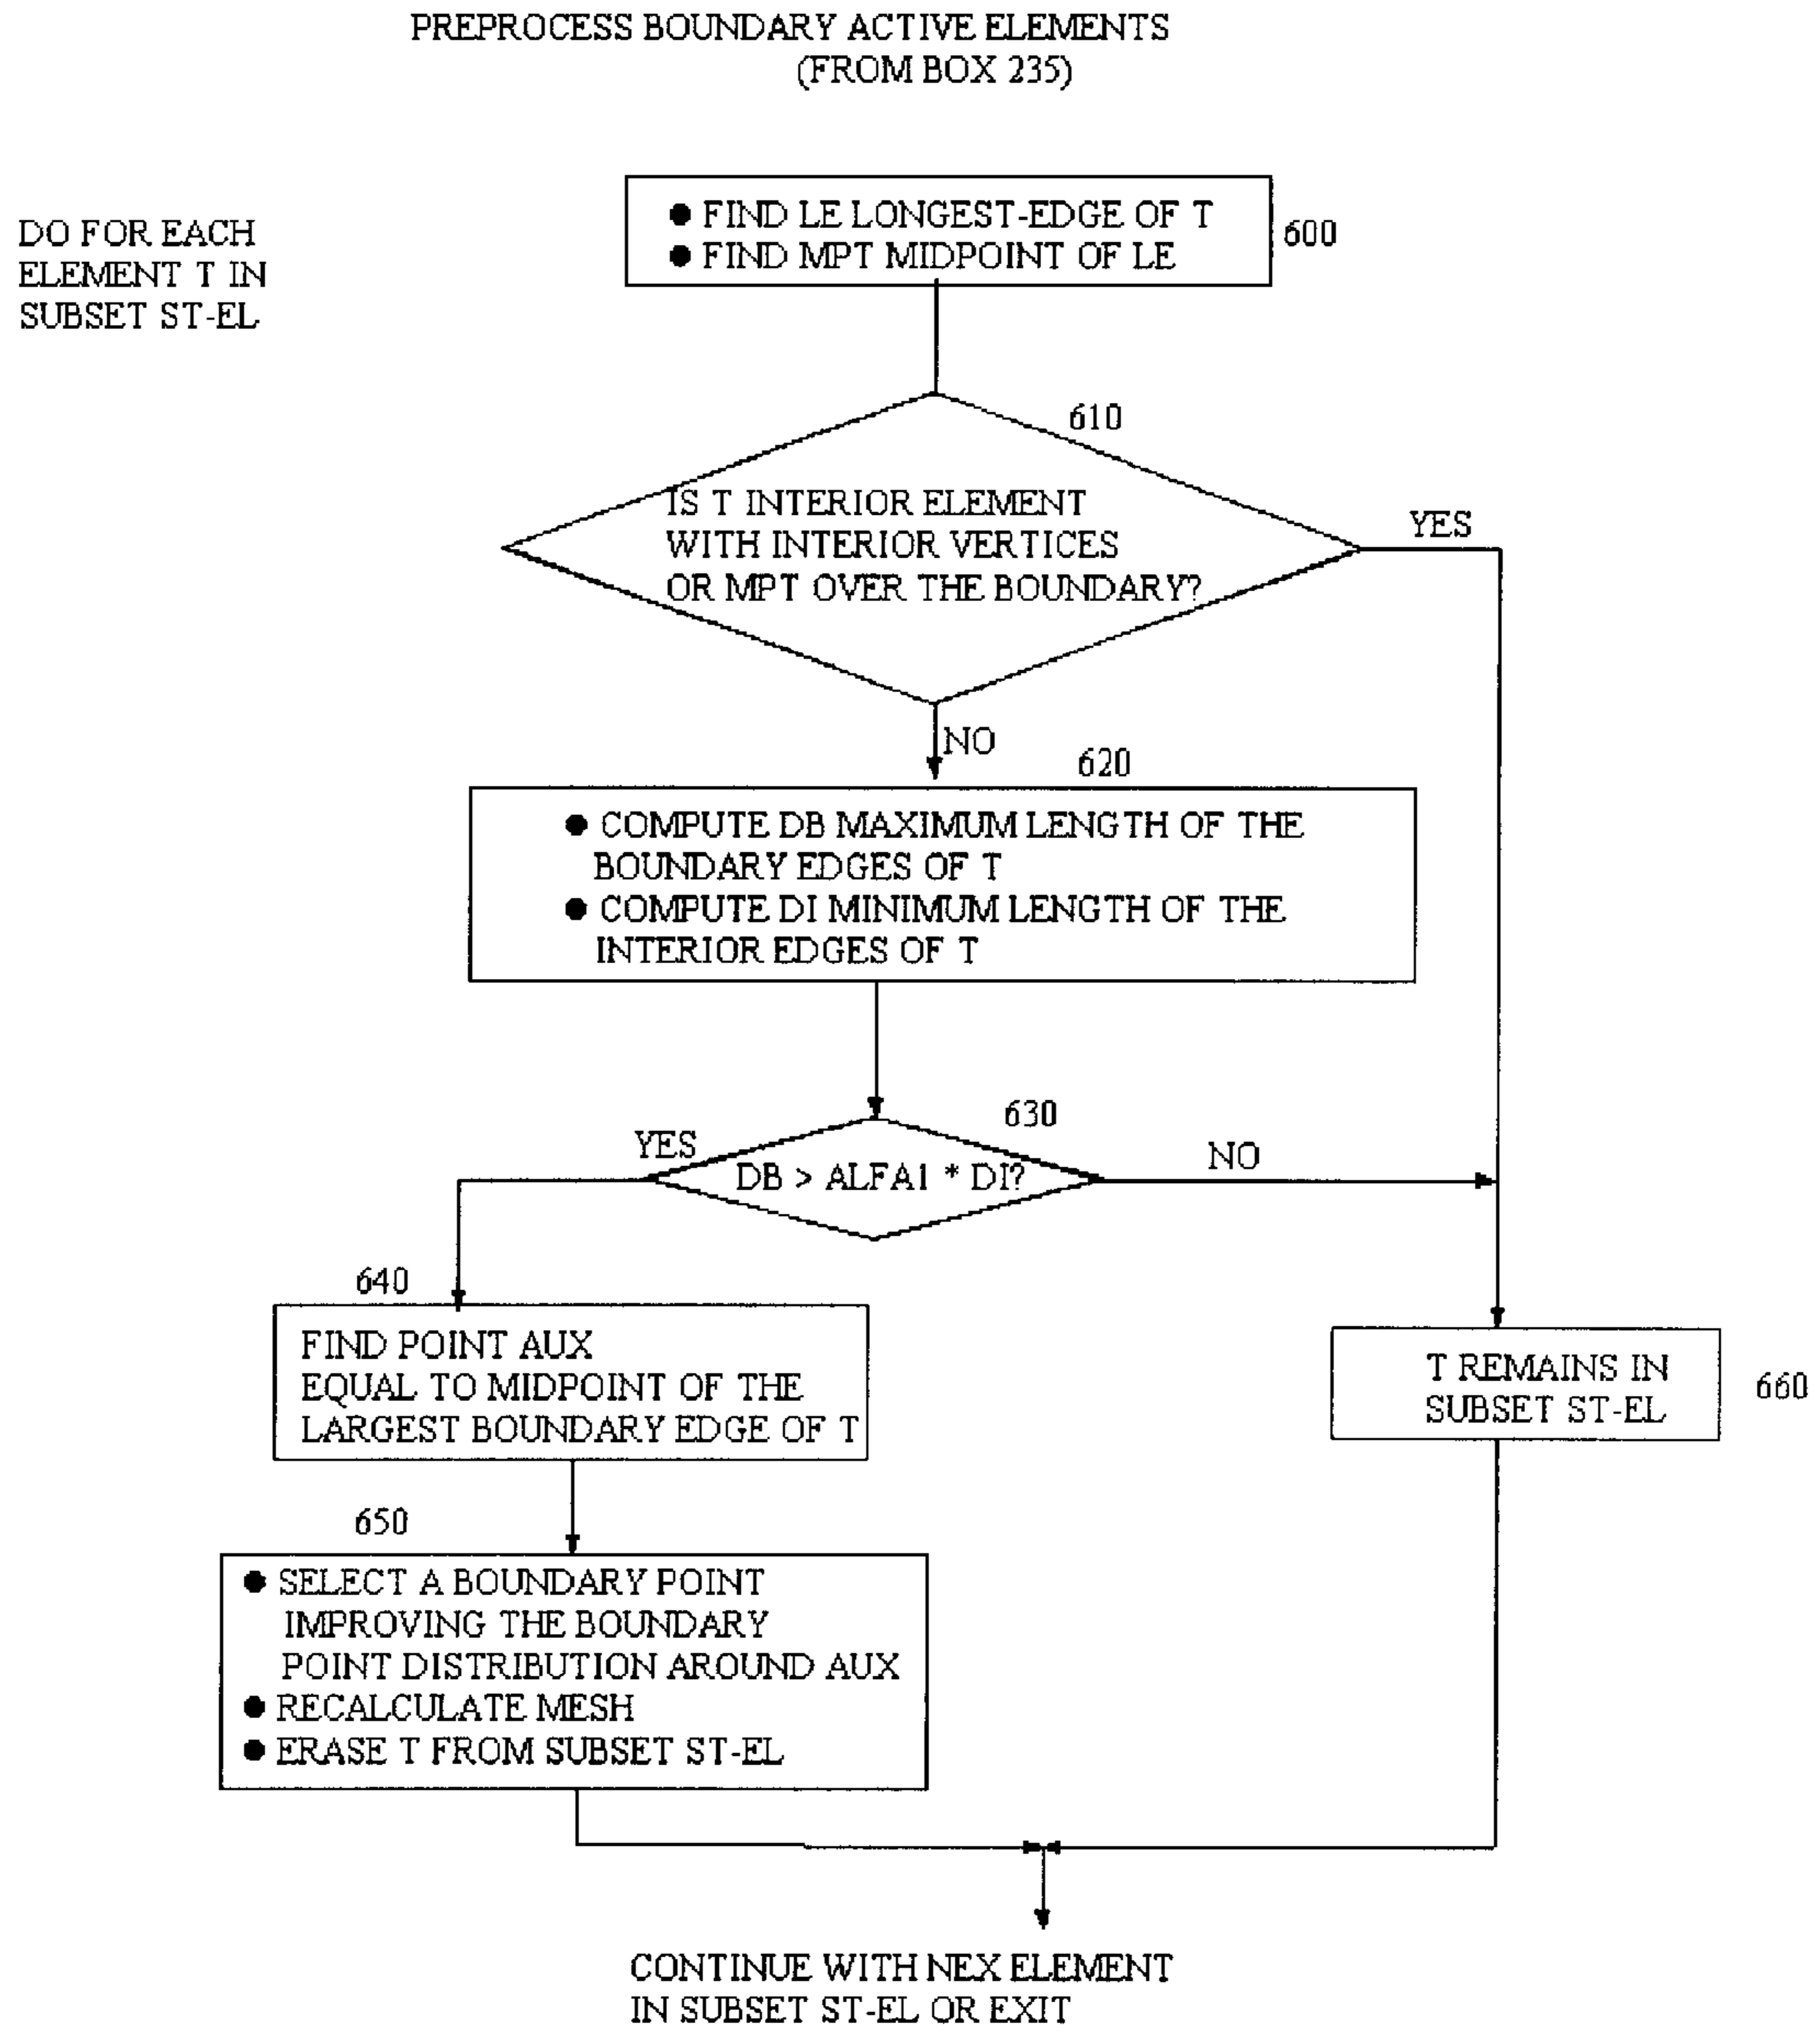 PREPROCESS BOUNDARY ACTIVE ELEMENTS
(FROM BOX 235)
DO FOR EACH
ELEMENT T IN
SUBSET ST-EL
● FIND LE LONGEST-EDGE OF T
● FIND MPT MIDPOINT OF LE
600
610
IS T INTERIOR ELEMENT
WITH INTERIOR VERTICES
OR MPT OVER THE BOUNDARY?
YES
NO
620
● COMPUTE DB MAXIMUM LENGTH OF THE
BOUNDARY EDGES OF T
● COMPUTE DI MINIMUM LENGTH OF THE
INTERIOR EDGES OF T
630
YES
DB > ALFA1 * DI?
NO
640
FIND POINT AUX
EQUAL TO MIDPOINT OF THE
LARGEST BOUNDARY EDGE OF T
T REMAINS IN
SUBSET ST-EL
660
650
● SELECT A BOUNDARY POINT
IMPROVING THE BOUNDARY
POINT DISTRIBUTION AROUND AUX
● RECALCULATE MESH
● ERASE T FROM SUBSET ST-EL
CONTINUE WITH NEX ELEMENT
IN SUBSET ST-EL OR EXIT